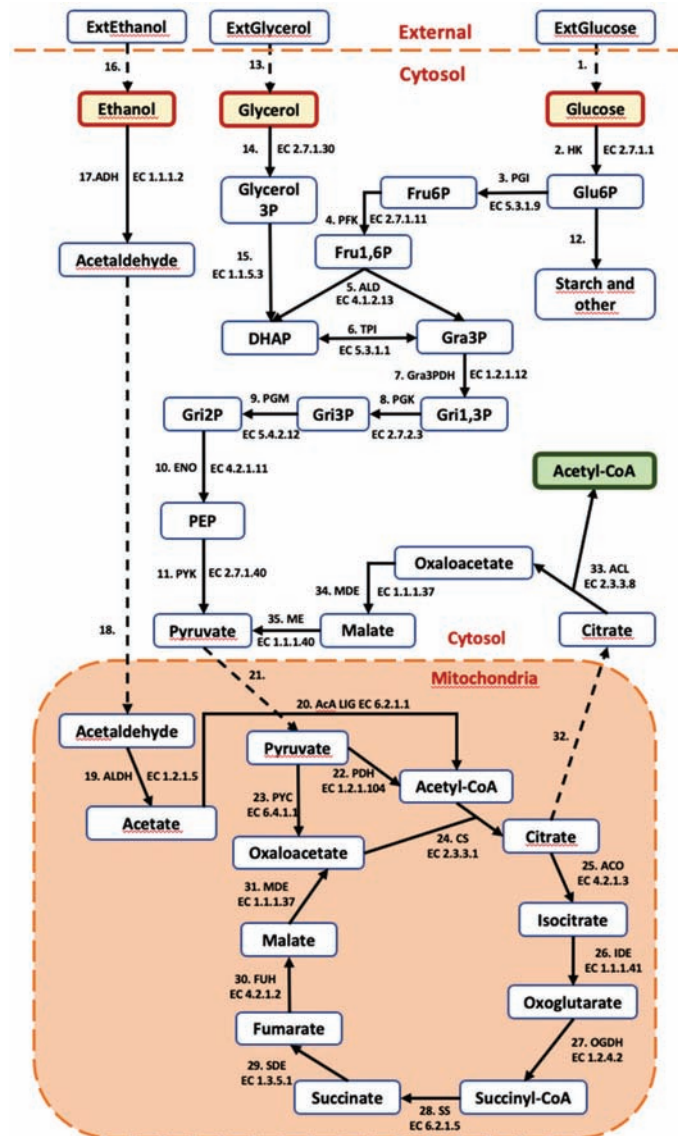 ExtEthanol
ExtGlycerol
External
ExtGlucose
16.
13.
Cytosol
1.
Ethanol
Glycerol
Glucose
17.ADH
EC 1.1.1.2
14.
EC 2.7.1.30
2. HK
EC 2.7.1.1
Glycerol
3P
Fru6P
3. PGI
EC 5.3.1.9
Glu6P
4. PFK
EC 2.7.1.11
12.
Acetaldehyde
15.
EC 1.1.5.3
Fru1,6P
Starch and
other
5. ALD
EC 4.1.2.13
DHAP
6. TPI
EC 5.3.1.1
Gra3P
7. Gra3PDH
EC 1.2.1.12
Gri2P
9. PGM
EC 5.4.2.12
Gri3P
8. PGK
EC 2.7.2.3
Gri1,3P
10. ENO
EC 4.2.1.11
Acetyl-CoA
PEP
11. PYK
EC 2.7.1.40
Oxaloacetate
33. ACL
EC 2.3.3.8
34. MDE
EC 1.1.1.37
18.
Pyruvate
35. ME
EC 1.1.1.40
Malate
Cytosol
Citrate
21.
Mitochondria
20. AcA LIG EC 6.2.1.1
32.
Acetaldehyde
Pyruvate
19. ALDH
EC 1.2.1.5
22. PDH
EC 1.2.1.104
Acetyl-CoA
Acetate
23. PYC
EC 6.4.1.1
Oxaloacetate
24. CS
EC 2.3.3.1
Citrate
25. ACO
EC 4.2.1.3
31. MDE
EC 1.1.1.37
Isocitrate
Malate
26. IDE
EC 1.1.1.41
30. FUH
EC 4.2.1.2
Oxoglutarate
Fumarate
27. OGDH
EC 1.2.4.2
29. SDE
EC 1.3.5.1
Succinate
28. SS
EC 6.2.1.5
Succinyl-CoA